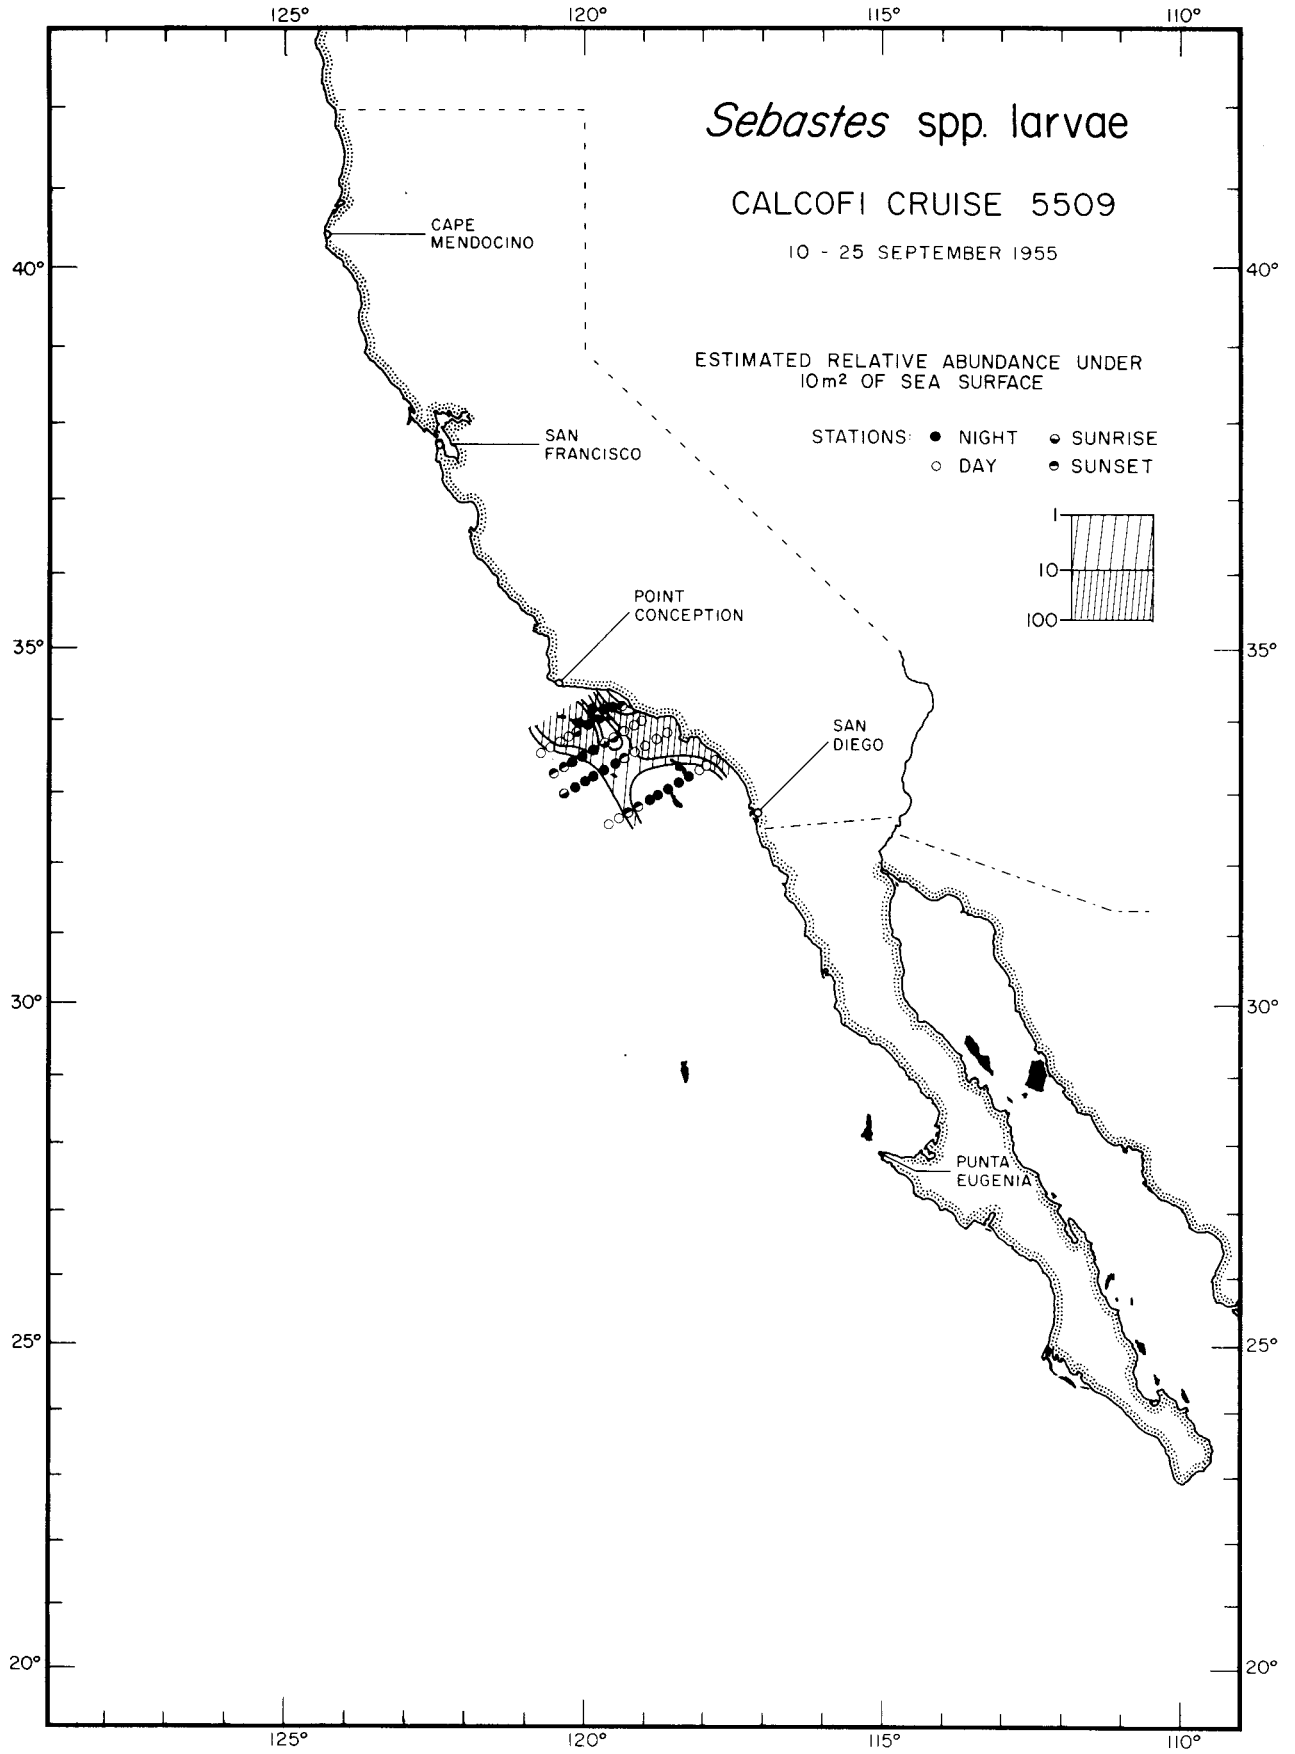 125° 120° 115° 110°
Sebastes spp. larvae
CALCOFI CRUISE 5509
10 - 25 SEPTEMBER 1955
CAPE
MENDOCINO
40° 40°
ESTIMATED RELATIVE ABUNDANCE UNDER
10m² OF SEA SURFACE
STATIONS: NIGHT SUNRISE
DAY SUNSET
SAN
FRANCISCO
1
10
100
POINT
CONCEPTION
35° 35°
SAN
DIEGO
30° 30°
PUNTA
EUGENIA
25° 25°
20° 20°
125° 120° 115° 110°